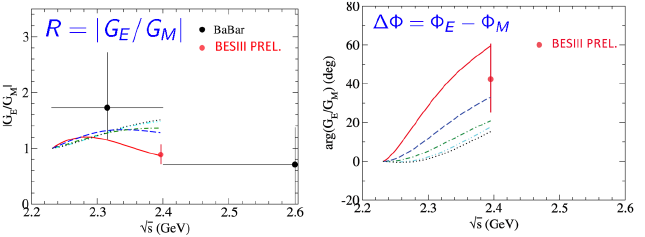 R = |G_E/G_M|
BaBar
BESIII PREL.
|G_E/G_M|
3
2
1
0
2.2
2.3
2.4
2.5
2.6
√s (GeV)
ΔΦ = Φ_E − Φ_M
BESIII PREL.
arg(G_E/G_M) (deg)
80
60
40
20
0
-20
2.2
2.3
2.4
2.5
2.6
√s (GeV)